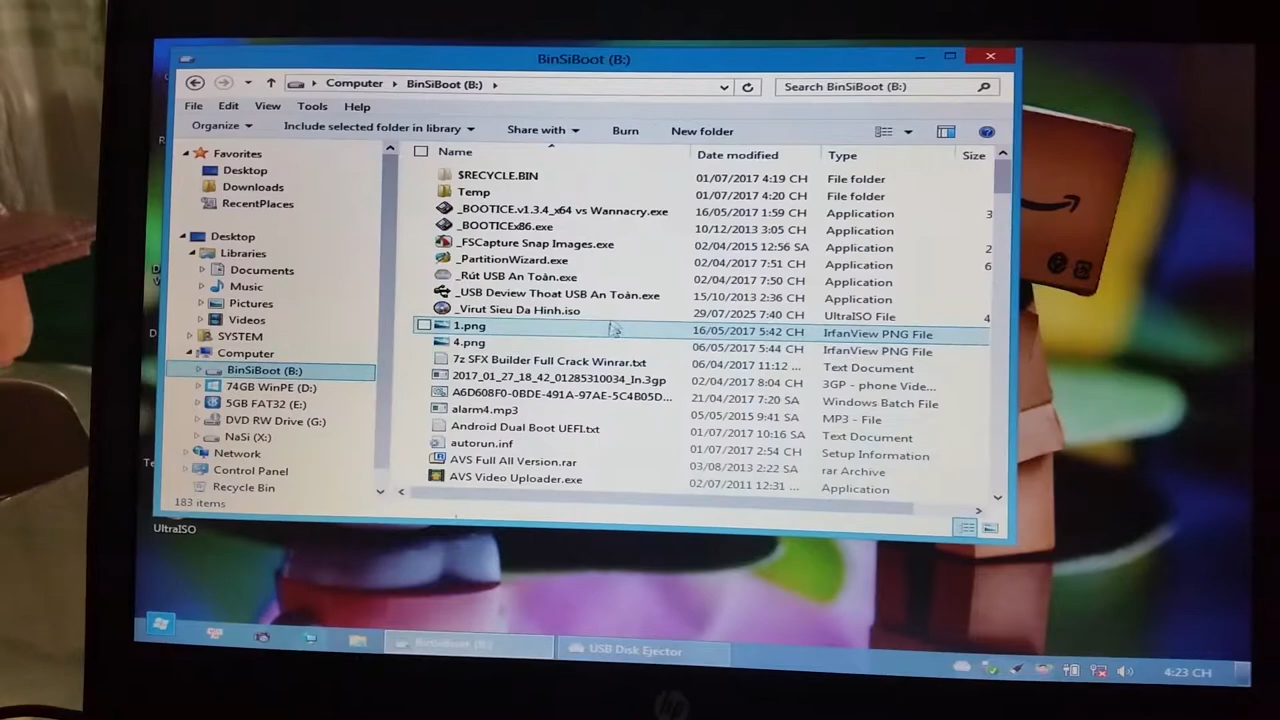 BinSiBoot (B:)
Computer BinSiBoot (B:)
Search BinSiBoot (B:)
File Edit View Tools Help
Organize Include selected folder in library Share with Burn New folder
Favorites
Desktop
Downloads
RecentPlaces
Desktop
Libraries
Documents
Music
Pictures
Videos
SYSTEM
Computer
BinSiBoot (B:)
74GB WinPE (D:)
5GB FAT32 (E:)
DVD RW Drive (G:)
NaSi (X:)
Network
Control Panel
Recycle Bin
Name Date modified Type Size
$RECYCLE.BIN 01/07/2017 4:19 CH File folder
Temp 01/07/2017 4:20 CH File folder
_BOOTICE.v1.3.4_x64 vs Wannacry.exe 16/05/2017 1:59 CH Application 3
_BOOTICEx86.exe 10/12/2013 3:05 CH Application
_FSCapture Snap Images.exe 02/04/2015 12:56 SA Application 2
_PartitionWizard.exe 02/04/2017 7:51 CH Application 6
_Rút USB An Toàn.exe 02/04/2017 7:50 CH Application
_USB Deview Thoat USB An Toàn.exe 15/10/2013 2:36 CH Application
_Virut Sieu Da Hinh.iso 29/07/2025 7:40 CH UltraISO File 4
1.png 16/05/2017 5:42 CH IrfanView PNG File
4.png 06/05/2017 5:44 CH IrfanView PNG File
7z SFX Builder Full Crack Winrar.txt 06/04/2017 11:12 ... Text Document
2017_01_27_18_42_01285310034_In.3gp 02/04/2017 8:04 CH 3GP - phone Vide...
A6D608F0-0BDE-491A-97AE-5C4B05D... 21/04/2017 7:20 SA Windows Batch File
alarm4.mp3 05/05/2015 9:41 SA MP3 - File
Android Dual Boot UEFI.txt 01/07/2017 10:16 SA Text Document
autorun.inf 01/07/2017 2:54 CH Setup Information
AVS Full All Version.rar 03/08/2013 2:22 SA rar Archive
AVS Video Uploader.exe 02/07/2011 12:31 ... Application
183 items
UltraISO
BinSiBoot (B:)
USB Disk Ejector
4:23 CH
hp